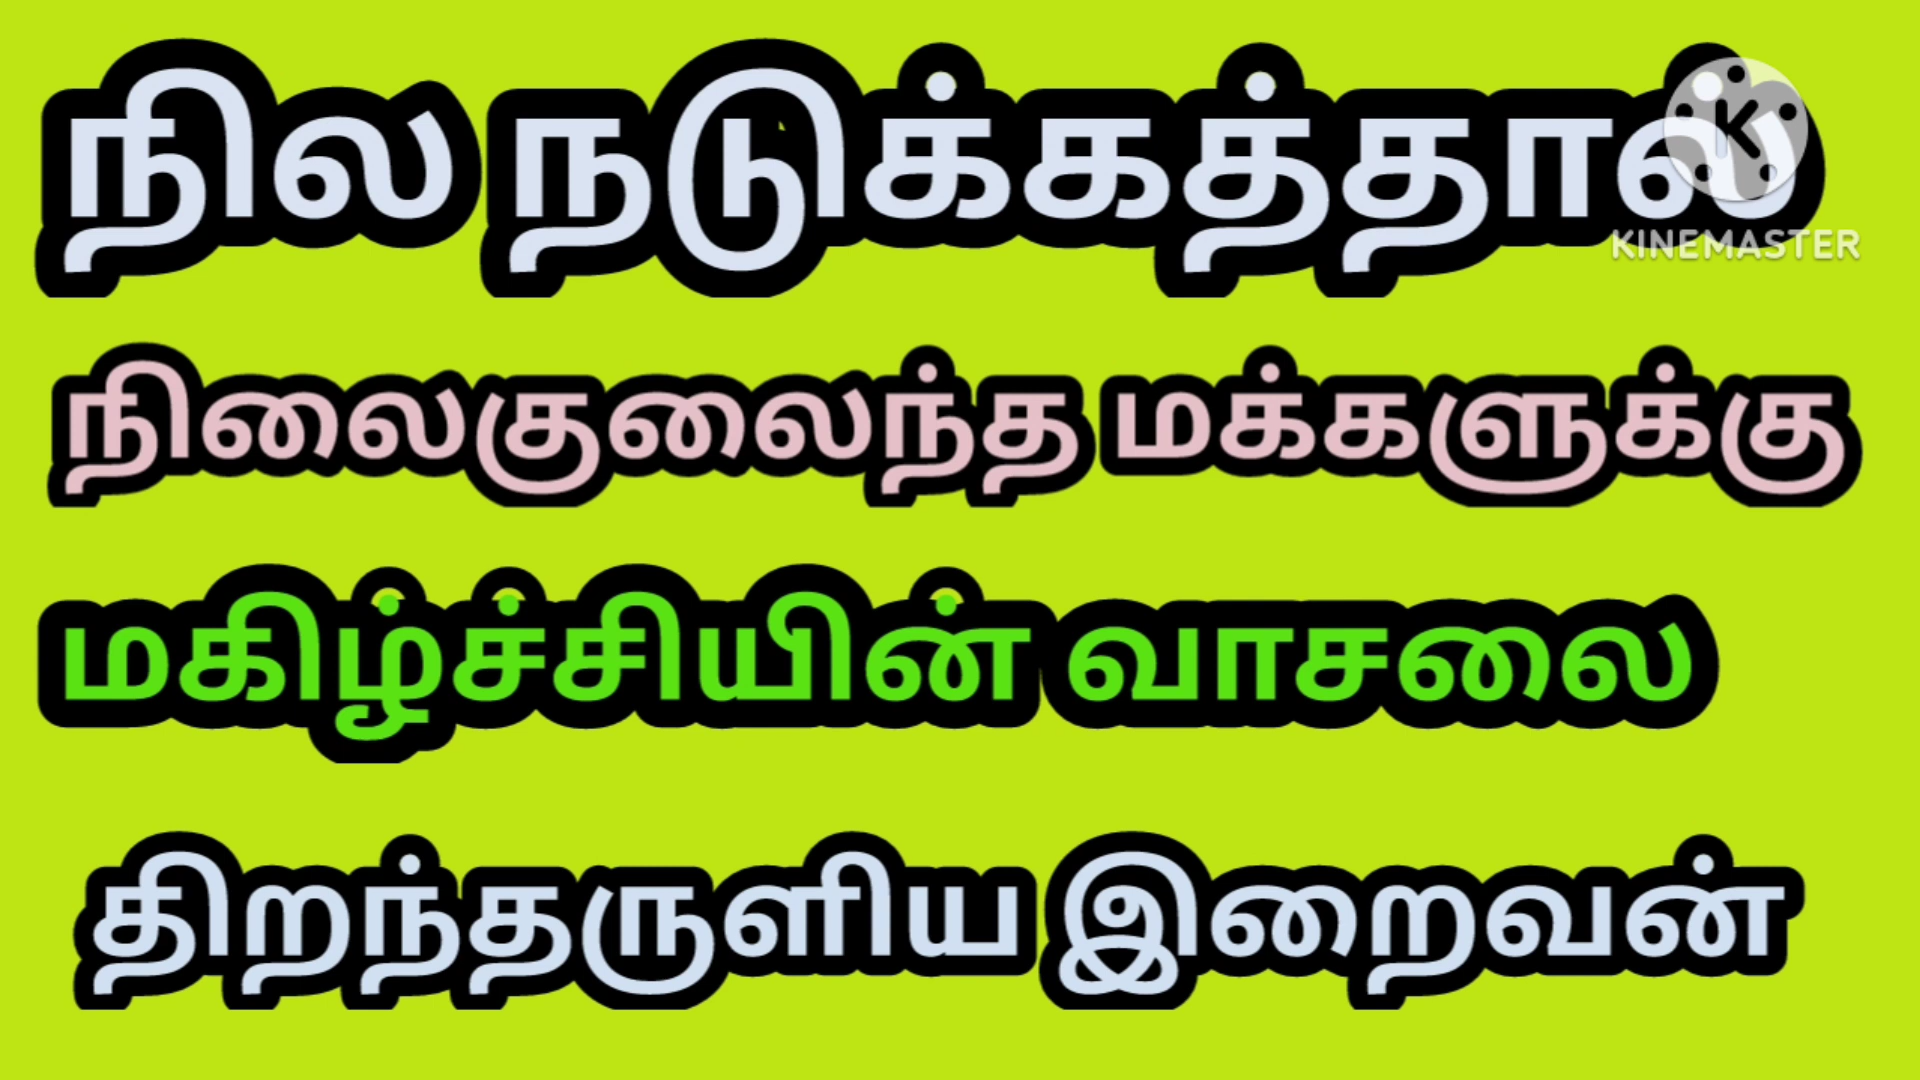 நில நடுக்கத்தால்
KINEMASTER
நிலைகுலைந்த மக்களுக்கு
மகிழ்ச்சியின் வாசலை
திறந்தருளிய இறைவன்